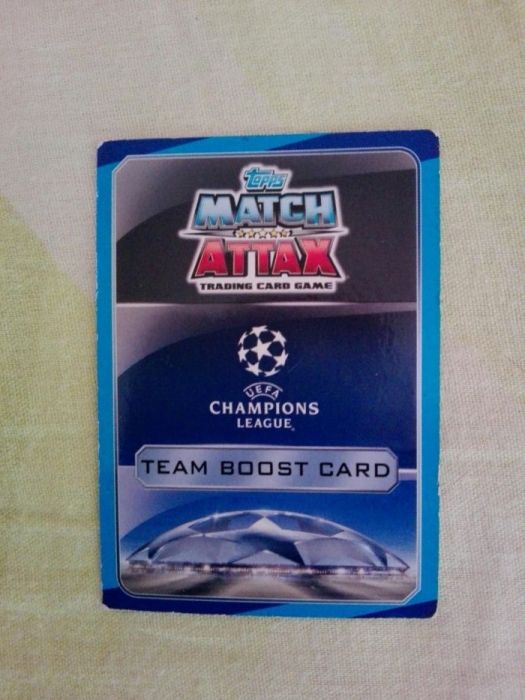 Topps
MATCH
ATTAX
TRADING CARD GAME
UEFA
CHAMPIONS
LEAGUE
TEAM BOOST CARD